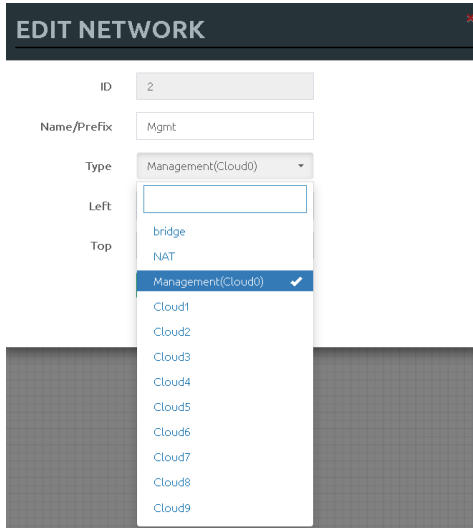 EDIT NETWORK
ID
2
Name/Prefix
Mgmt
Type
Management(Cloud0)
Left
Top
bridge
NAT
Management(Cloud0)
Cloud1
Cloud2
Cloud3
Cloud4
Cloud5
Cloud6
Cloud7
Cloud8
Cloud9